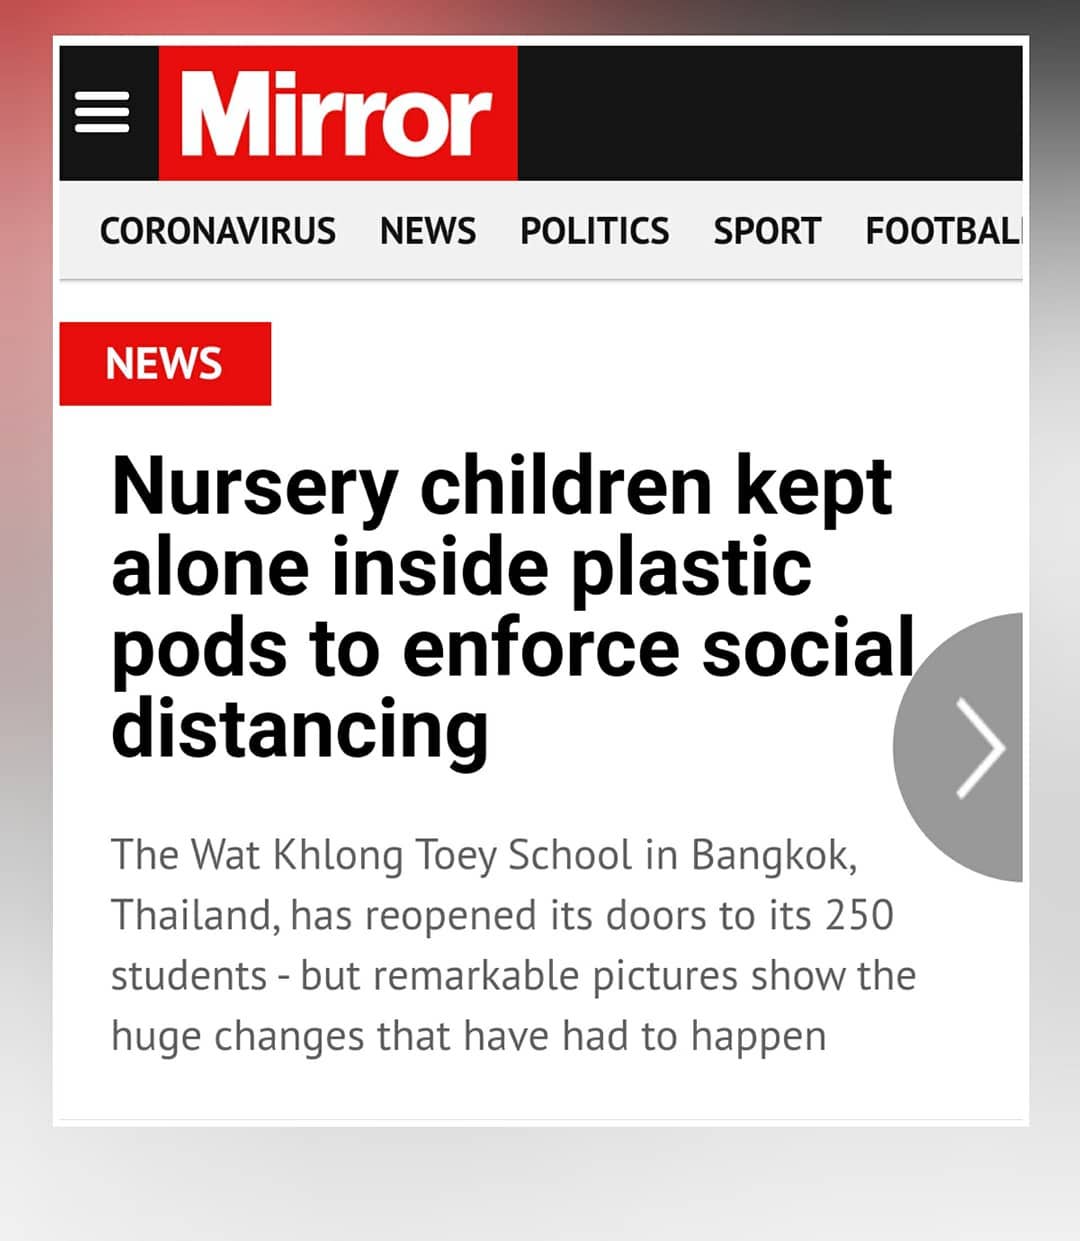 Mirror
CORONAVIRUS NEWS POLITICS SPORT FOOTBAL
NEWS
Nursery children kept
alone inside plastic
pods to enforce social
distancing
The Wat Khlong Toey School in Bangkok,
Thailand, has reopened its doors to its 250
students - but remarkable pictures show the
huge changes that have had to happen